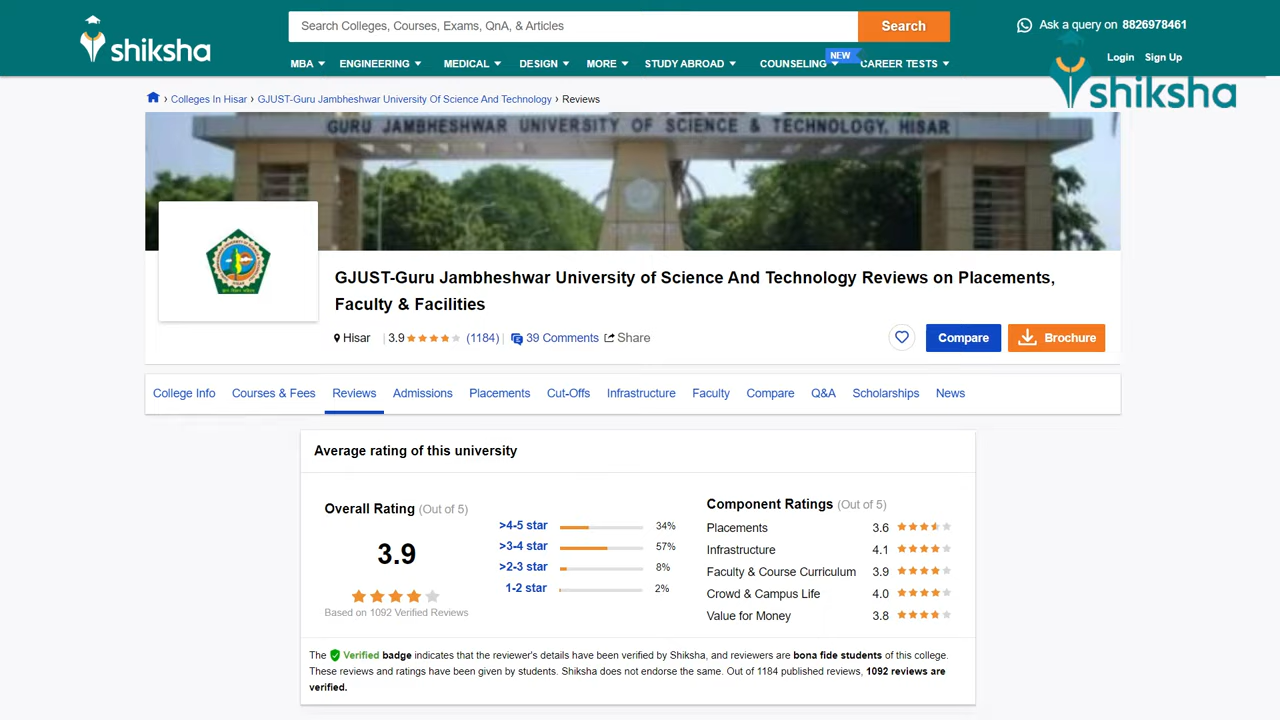 shiksha
Search Colleges, Courses, Exams, QnA, & Articles
Search
Ask a query on 8826978461
MBA ENGINEERING MEDICAL DESIGN MORE STUDY ABROAD COUNSELING NEW CAREER TESTS
Login Sign Up
shiksha
› Colleges In Hisar › GJUST-Guru Jambheshwar University Of Science And Technology › Reviews
GURU JAMBHESHWAR UNIVERSITY OF SCIENCE & TECHNOLOGY, HISAR
GJUST-Guru Jambheshwar University of Science And Technology Reviews on Placements,
Faculty & Facilities
Hisar | 3.9 (1184) | 39 Comments Share
Compare
Brochure
College Info Courses & Fees Reviews Admissions Placements Cut-Offs Infrastructure Faculty Compare Q&A Scholarships News
Average rating of this university
Overall Rating (Out of 5)
3.9
Based on 1092 Verified Reviews
>4-5 star 34%
>3-4 star 57%
>2-3 star 8%
1-2 star 2%
Component Ratings (Out of 5)
Placements 3.6
Infrastructure 4.1
Faculty & Course Curriculum 3.9
Crowd & Campus Life 4.0
Value for Money 3.8
The Verified badge indicates that the reviewer's details have been verified by Shiksha, and reviewers are bona fide students of this college.
These reviews and ratings have been given by students. Shiksha does not endorse the same. Out of 1184 published reviews, 1092 reviews are
verified.